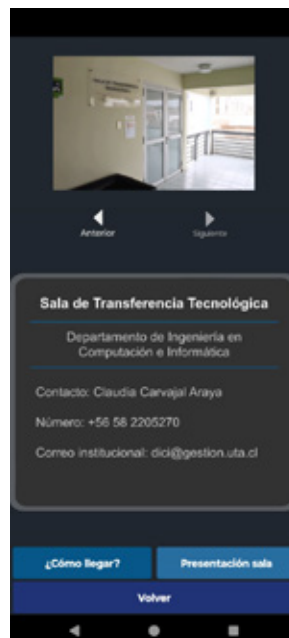 Anterior
Siguiente
Sala de Transferencia Tecnológica
Departamento de Ingeniería en
Computación e Informática
Contacto: Claudia Carvajal Araya
Número: +56 58 2205270
Correo institucional: dici@gestion.uta.cl
¿Cómo llegar?
Presentación sala
Volver